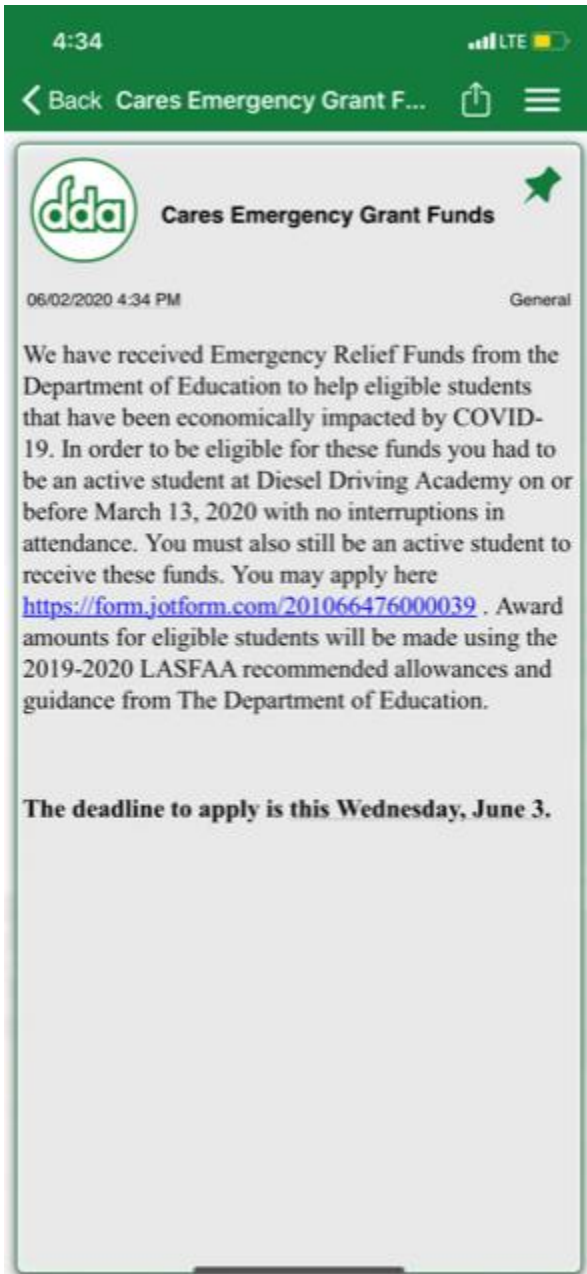 4:34
LTE
Back Cares Emergency Grant F...
dda
Cares Emergency Grant Funds
06/02/2020 4:34 PM
General
We have received Emergency Relief Funds from the
Department of Education to help eligible students
that have been economically impacted by COVID-
19. In order to be eligible for these funds you had to
be an active student at Diesel Driving Academy on or
before March 13, 2020 with no interruptions in
attendance. You must also still be an active student to
receive these funds. You may apply here
https://form.jotform.com/201066476000039 . Award
amounts for eligible students will be made using the
2019-2020 LASFAA recommended allowances and
guidance from The Department of Education.
The deadline to apply is this Wednesday, June 3.